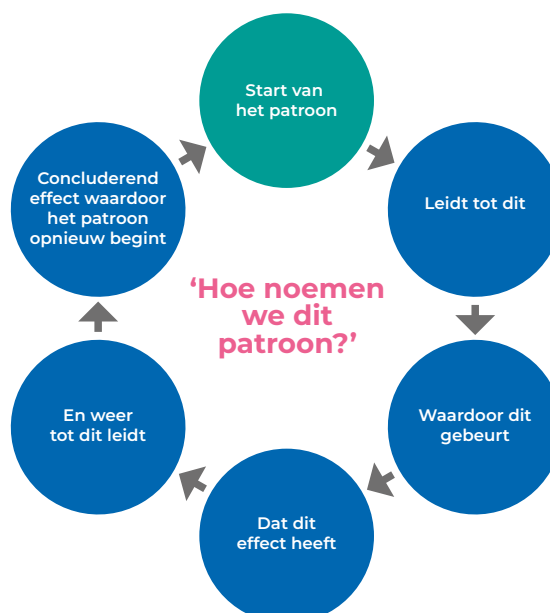 Start van
het patroon
Leidt tot dit
Waardoor dit
gebeurt
Dat dit
effect heeft
En weer
tot dit leidt
Concluderend
effect waardoor
het patroon
opnieuw begint
‘Hoe noemen
we dit
patroon?’